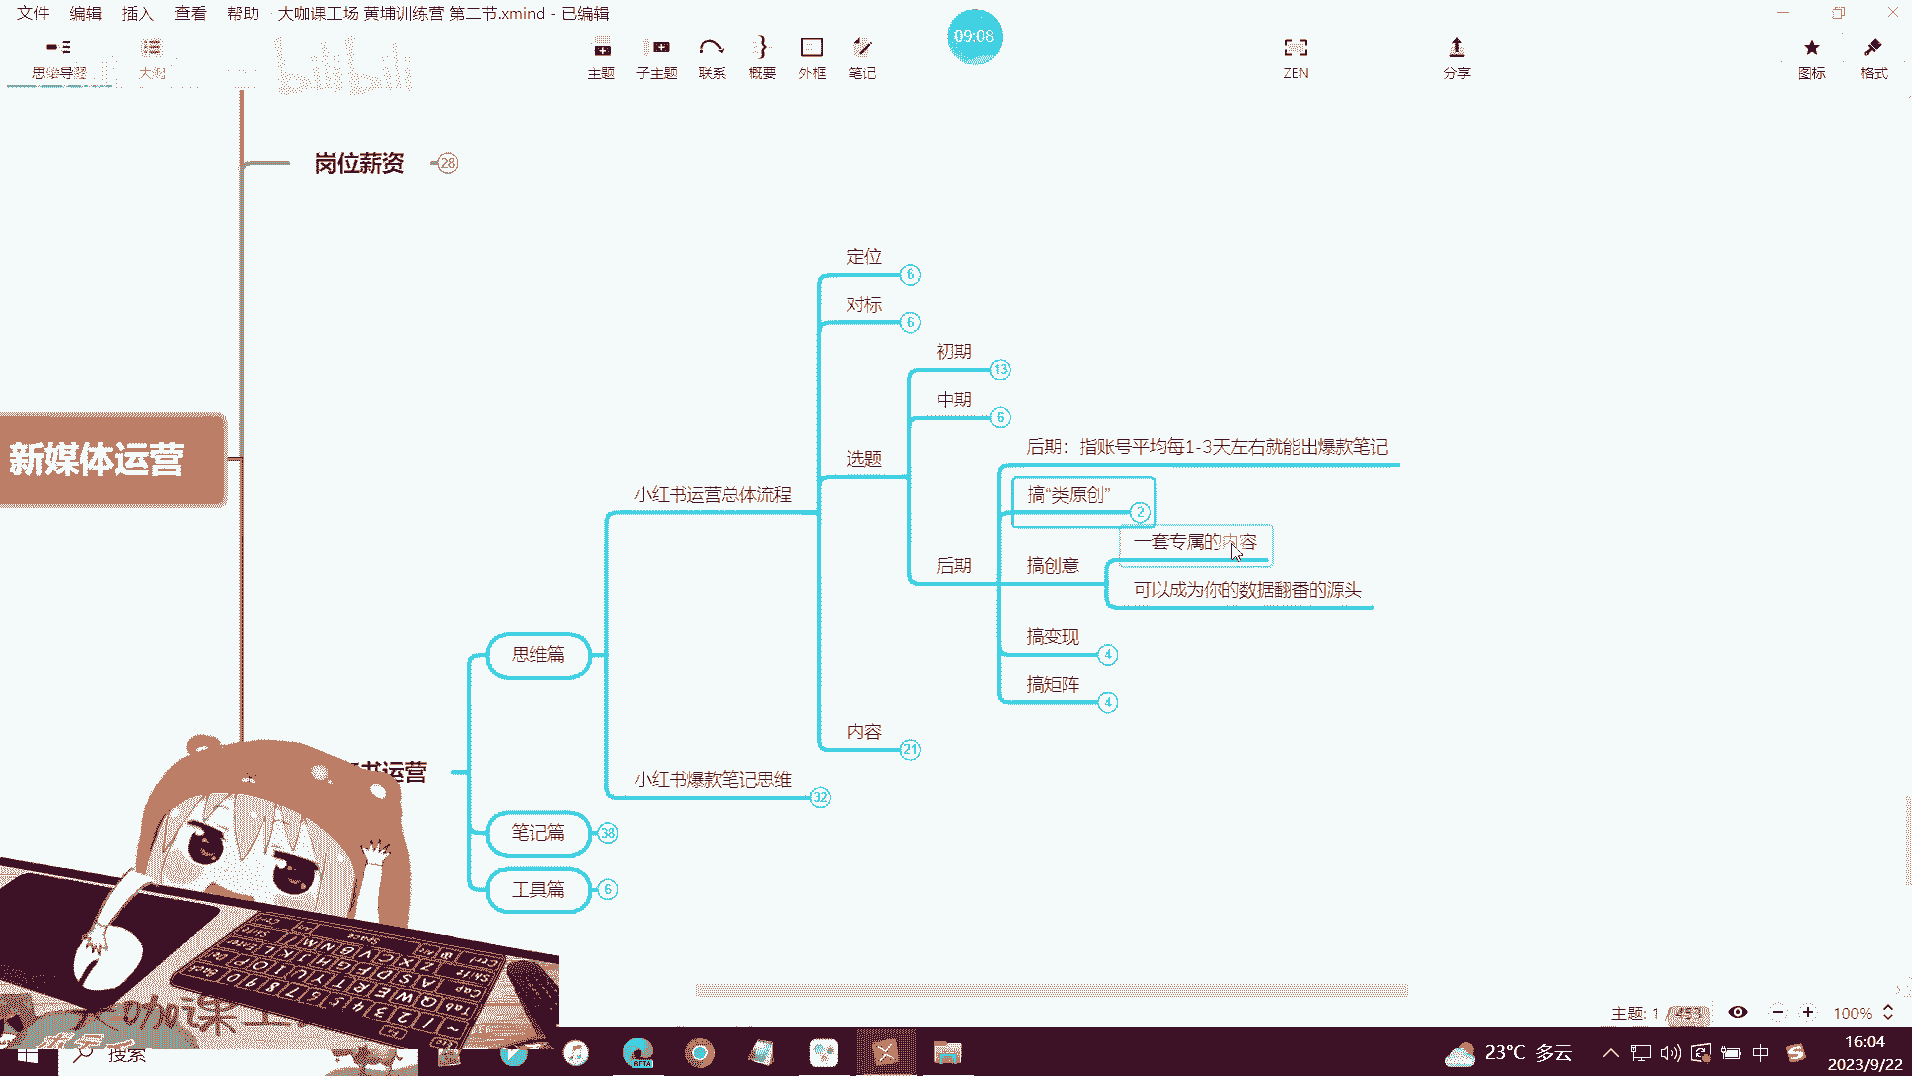 文件 编辑 插入 查看 帮助 大咖课工场 黄埔训练营 第二节.xmind - 已编辑
09:08
思维导图 大纲 主题 子主题 联系 概要 外框 笔记 ZEN 分享 图标 格式
bilibili
岗位薪资 28
定位 6
对标 6
初期 13
中期 6
后期：指账号平均每1-3天左右就能出爆款笔记
新媒体运营
选题
小红书运营总体流程
搞“类原创” 2
一套专属的内容
后期
搞创意
可以成为你的数据翻番的源头
搞变现 4
思维篇
搞矩阵 4
内容 21
书运营
小红书爆款笔记思维 32
笔记篇 38
工具篇 6
主题: 1 / 453 100%
搜索
BETA
23°C 多云
中
16:04
2023/9/22